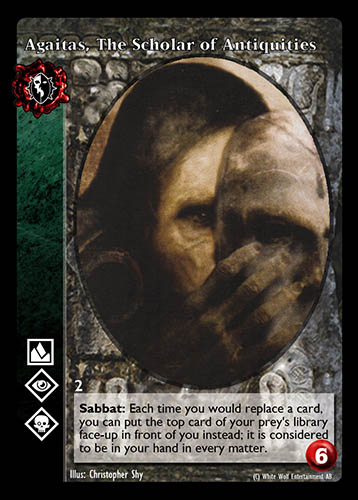 Agaitas, The Scholar of Antiquities
2
Sabbat: Each time you would replace a card,
you can put the top card of your prey's library
face-up in front of you instead; it is considered
to be in your hand in every matter.
6
Illus: Christopher Shy
(C) White Wolf Entertainment AB